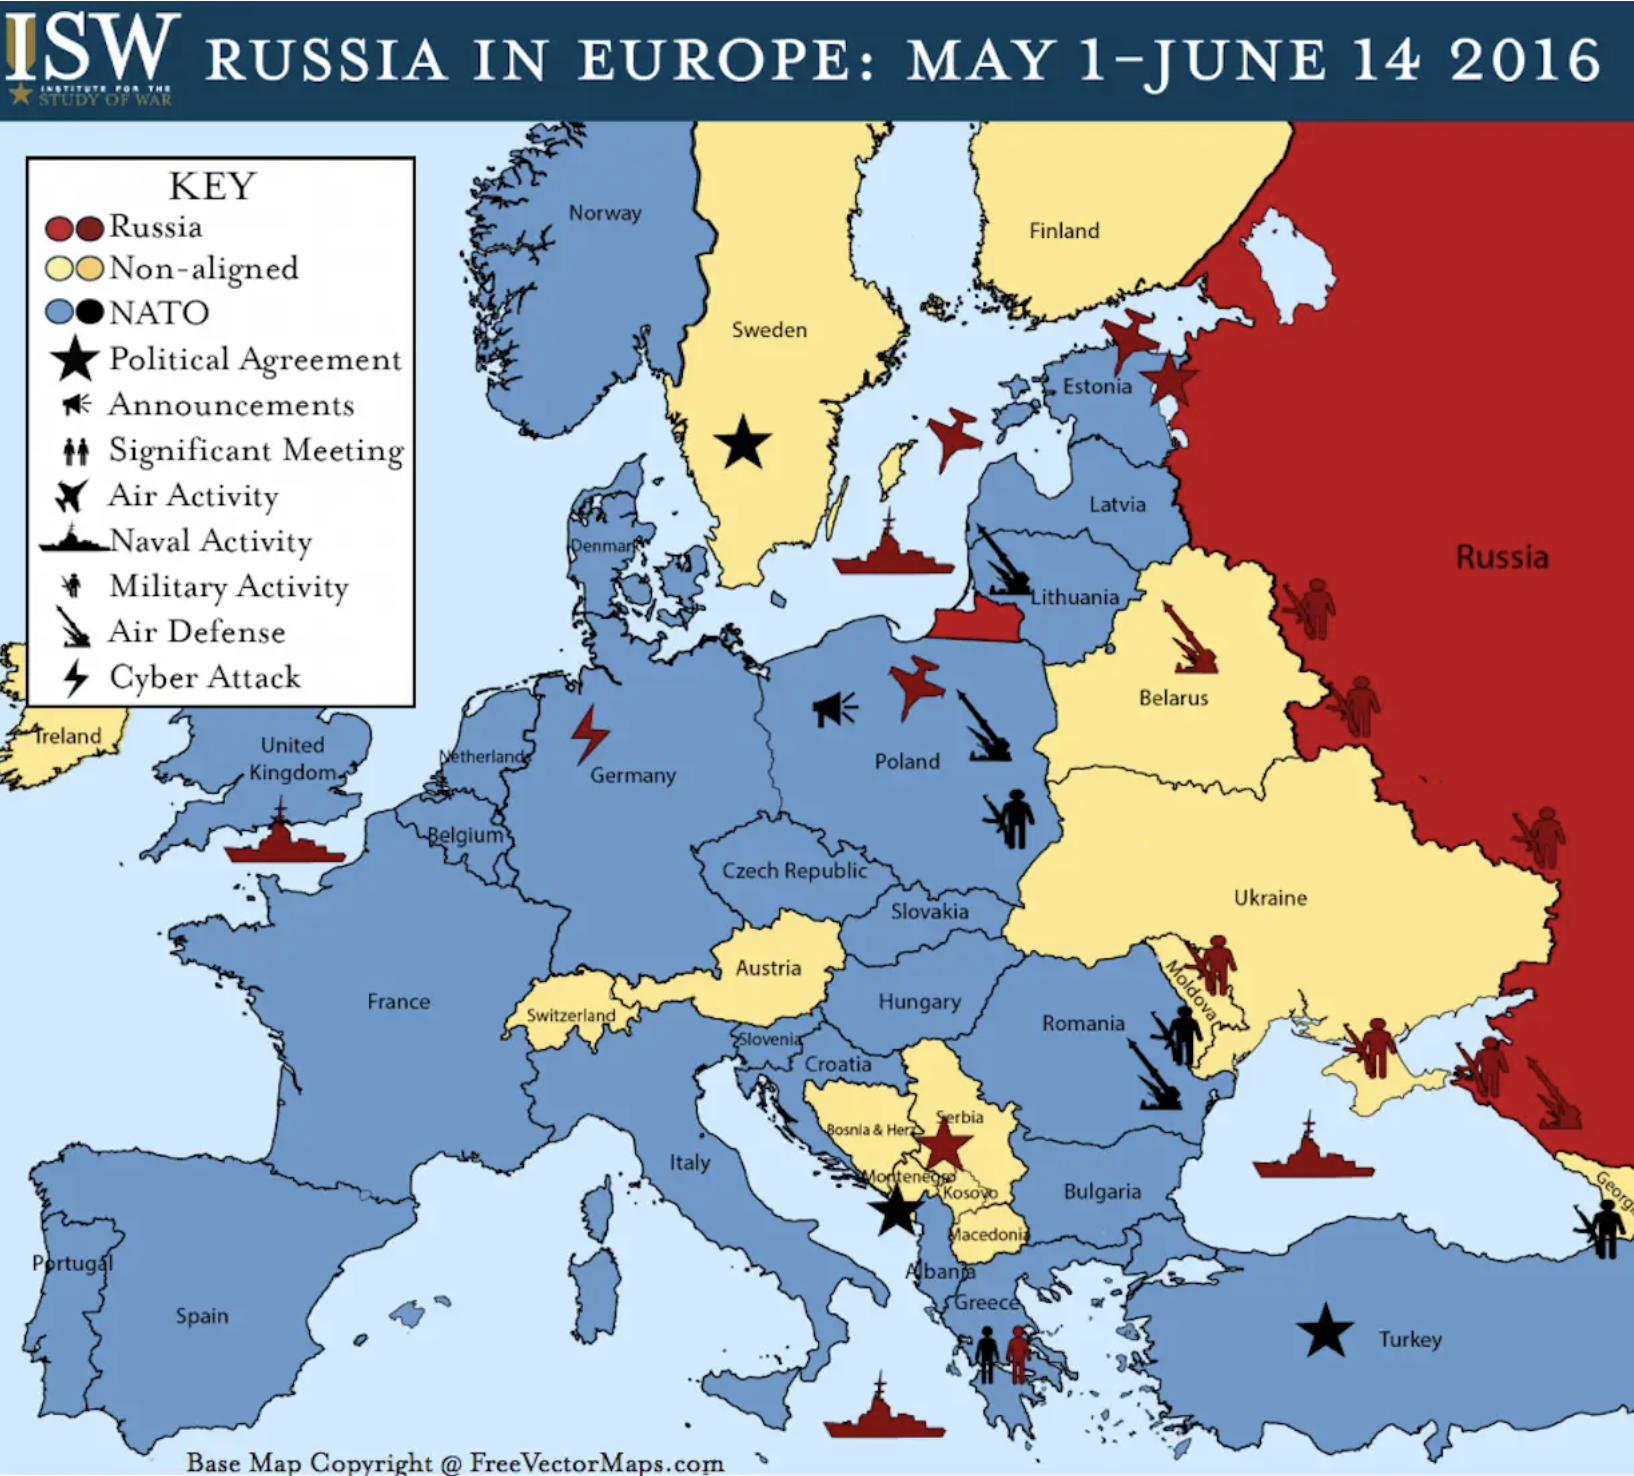 ISW
INSTITUTE FOR THE
STUDY OF WAR
RUSSIA IN EUROPE: MAY 1–JUNE 14 2016
KEY
Russia
Non-aligned
NATO
Political Agreement
Announcements
Significant Meeting
Air Activity
Naval Activity
Military Activity
Air Defense
Cyber Attack
Norway
Finland
Sweden
Estonia
Latvia
Denmark
Russia
Lithuania
Belarus
Ireland
United
Kingdom
Netherlands
Germany
Poland
Belgium
Czech Republic
Ukraine
Slovakia
Austria
Moldova
France
Hungary
Switzerland
Romania
Slovenia
Croatia
Serbia
Bosnia & Herz
Italy
Montenegro
Kosovo
Bulgaria
Georgi
Macedonia
Portugal
Albania
Greece
Spain
Turkey
Base Map Copyright @ FreeVectorMaps.com